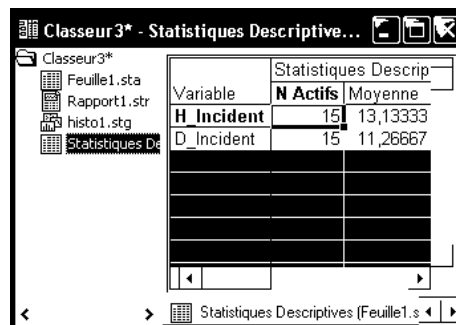 Classeur3* - Statistiques Descriptive...
Classeur3*
Feuille1.sta
Rapport1.str
histo1.stg
Statistiques De
Statistiques Descrip
Variable N Actifs Moyenne
H_Incident 15 13,13333
D_Incident 15 11,26667
Statistiques Descriptives (Feuille1.s